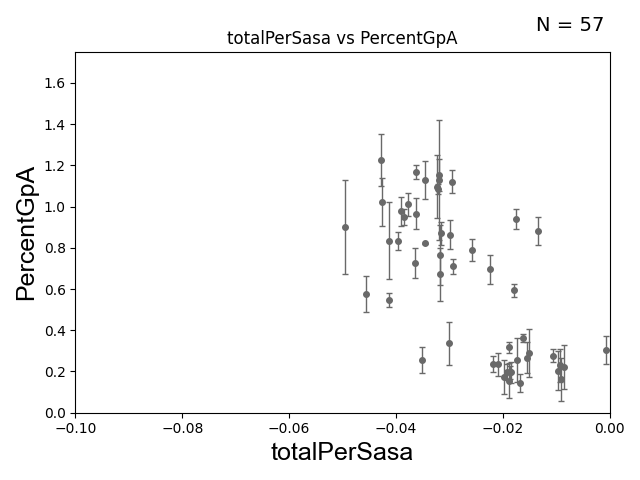 N = 57
totalPerSasa vs PercentGpA
PercentGpA
1.6
1.4
1.2
1.0
0.8
0.6
0.4
0.2
0.0
−0.10 −0.08 −0.06 −0.04 −0.02 0.00
totalPerSasa